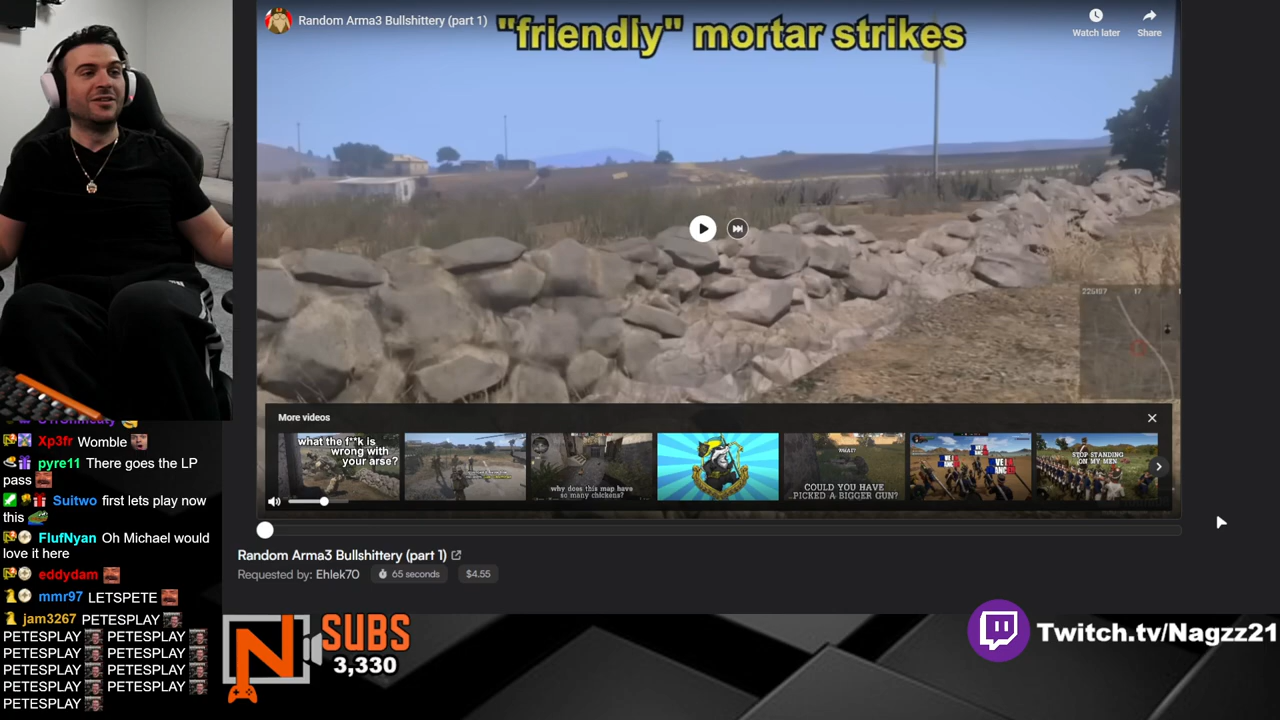 Random Arma3 Bullshittery (part 1)
"friendly" mortar strikes
Watch later
Share
225107
17
More videos
what the f**k is
wrong with
your arse?
why does this map have
so many chickens?
COULD YOU HAVE
PICKED A BIGGER GUN?
STOP STANDING
ON MY MEN
Random Arma3 Bullshittery (part 1)
Requested by: Ehlek70
65 seconds
$4.55
Xp3fr Womble
pyre11 There goes the LP
pass
Suitwo first lets play now
this
FlufNyan Oh Michael would
love it here
eddydam
mmr97 LETSPETE
jam3267 PETESPLAY
PETESPLAY PETESPLAY
PETESPLAY PETESPLAY
PETESPLAY PETESPLAY
PETESPLAY PETESPLAY
PETESPLAY
N
SUBS
3,330
Twitch.tv/Nagzz21